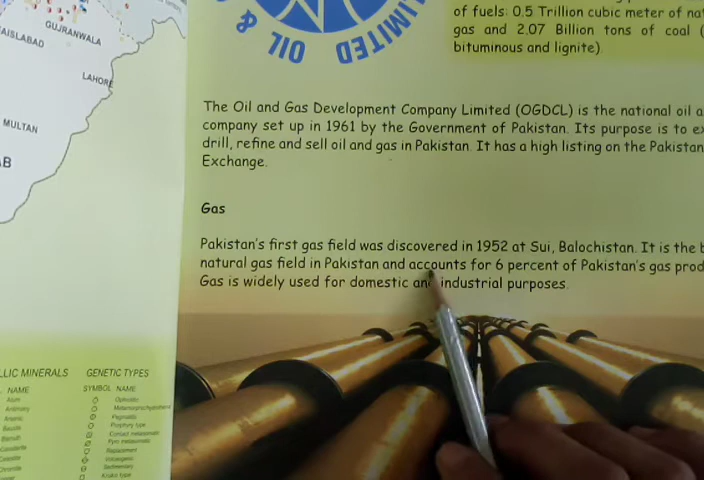 GUJRANWALA
FAISLABAD
LAHORE
MULTAN
LIMITED OIL &
of fuels: 0.5 Trillion cubic meter of
gas and 2.07 Billion tons of coal (
bituminous and lignite).
The Oil and Gas Development Company Limited (OGDCL) is the national oil
company set up in 1961 by the Government of Pakistan. Its purpose is to
drill, refine and sell oil and gas in Pakistan. It has a high listing on the Pakistan
Exchange.
Gas
Pakistan's first gas field was discovered in 1952 at Sui, Balochistan. It is the
natural gas field in Pakistan and accounts for 6 percent of Pakistan's gas
Gas is widely used for domestic and industrial purposes.
LLIC MINERALS
GENETIC TYPES
NAME
SYMBOL NAME